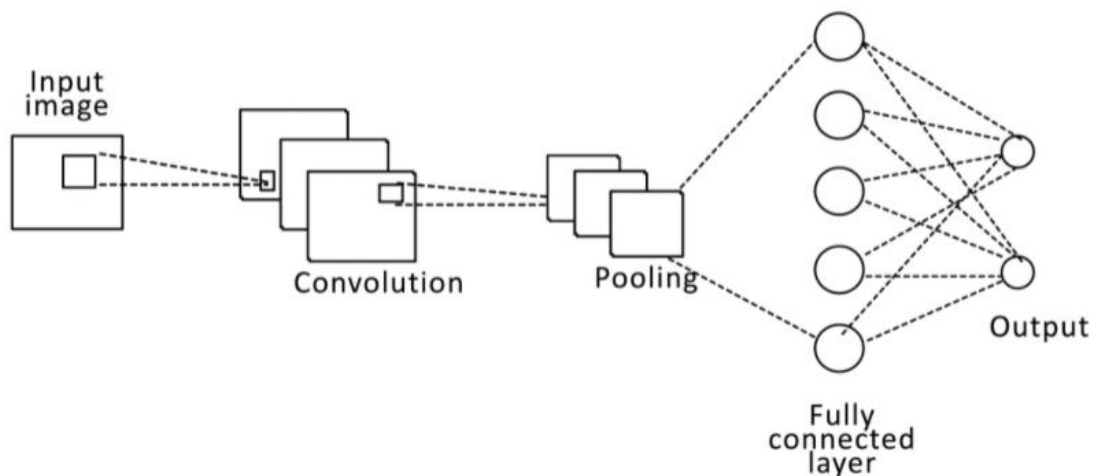 Input
image
Convolution
Pooling
Output
Fully
connected
layer